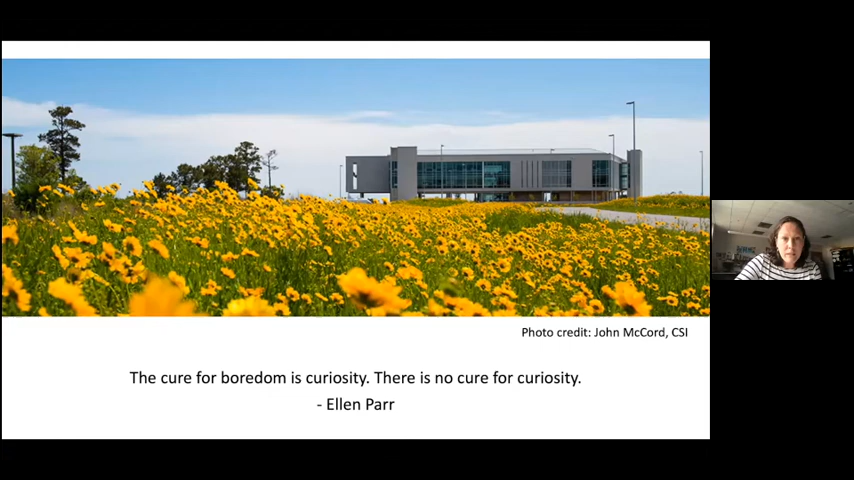 Photo credit: John McCord, CSI
The cure for boredom is curiosity. There is no cure for curiosity.
- Ellen Parr